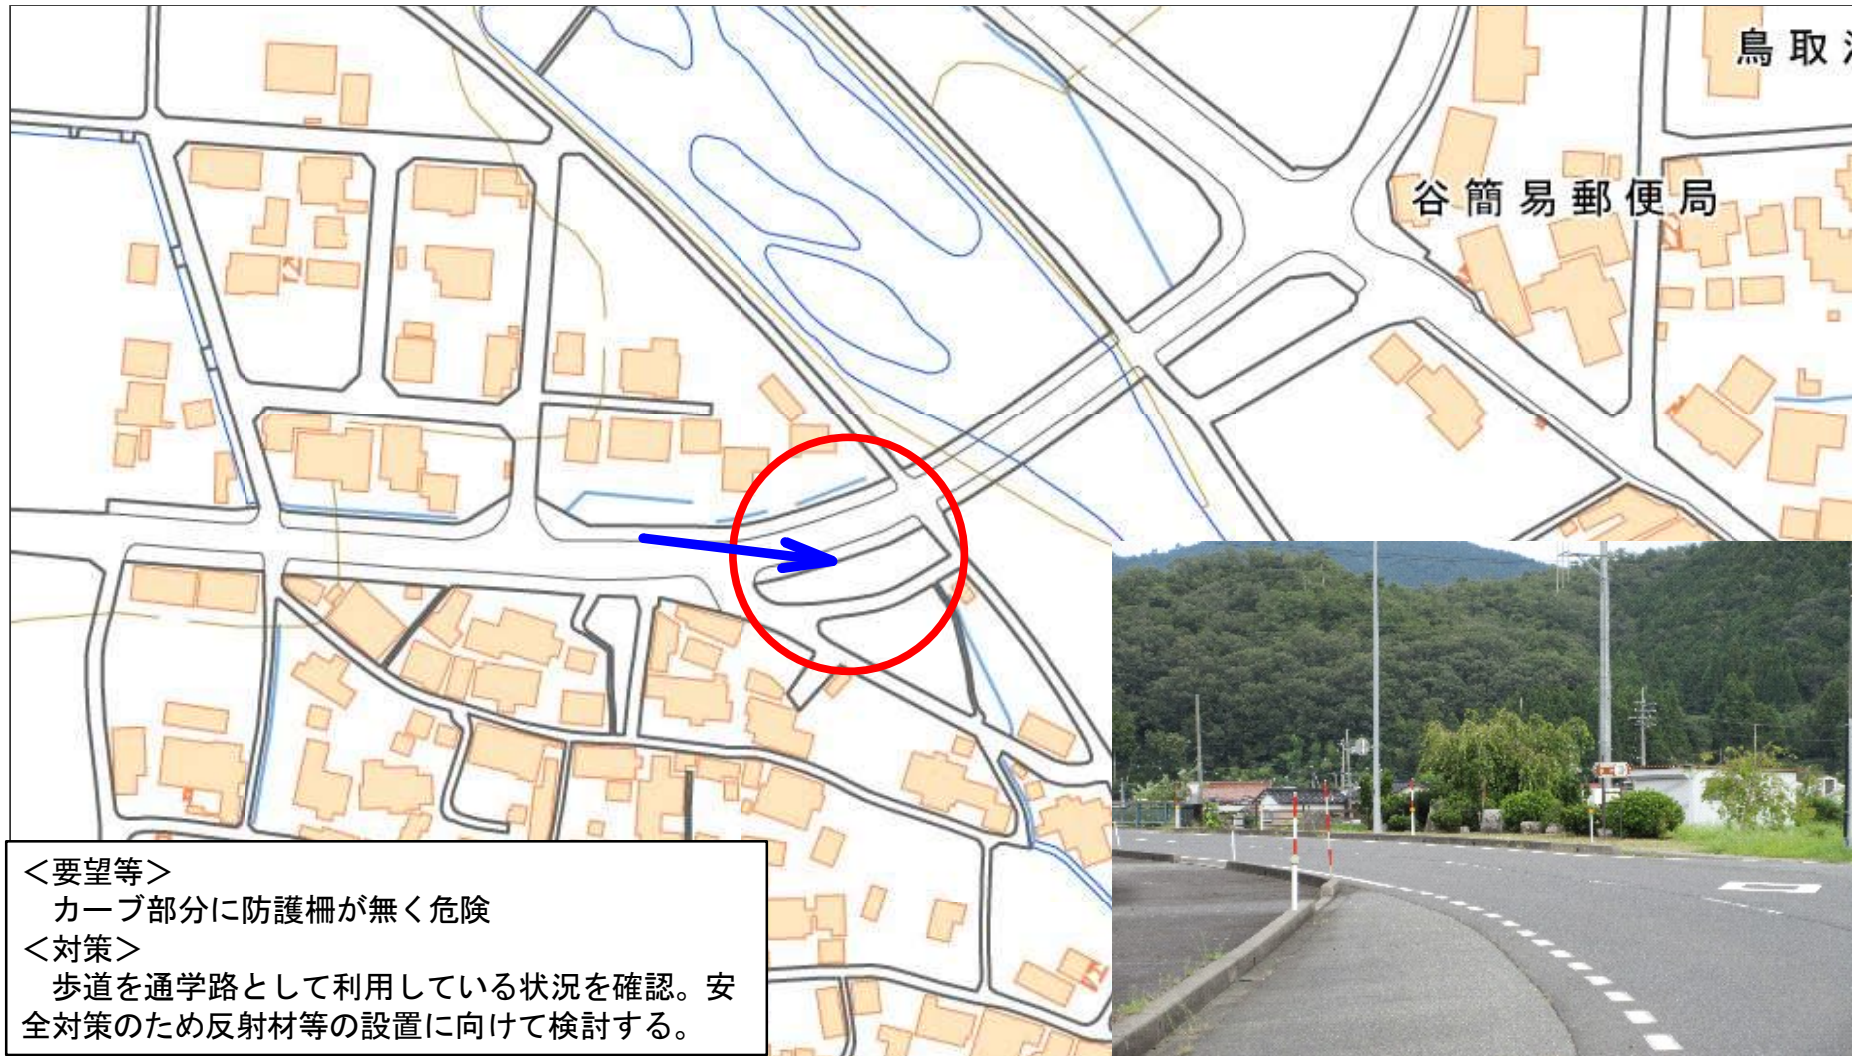 鳥取
谷簡易郵便局
＜要望等＞
カーブ部分に防護柵が無く危険
＜対策＞
歩道を通学路として利用している状況を確認。安
全対策のため反射材等の設置に向けて検討する。